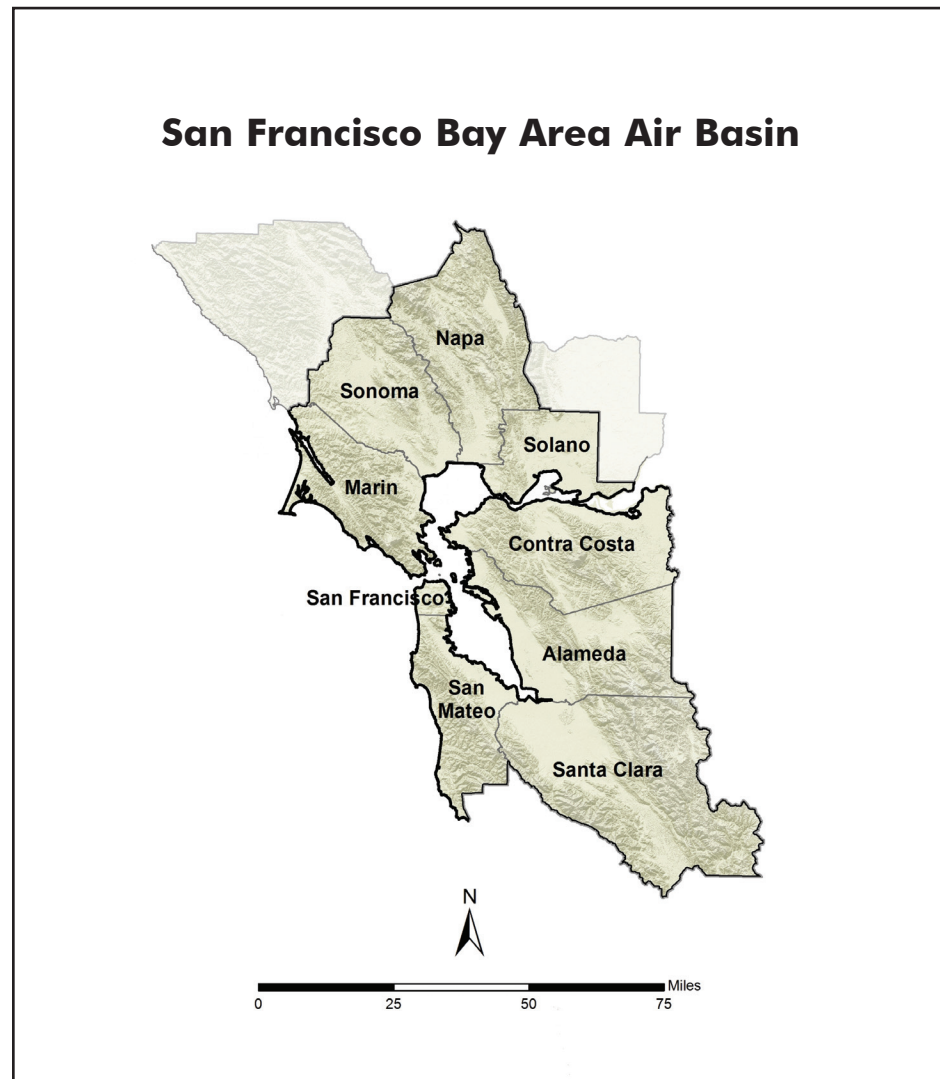 San Francisco Bay Area Air Basin
Napa
Sonoma
Solano
Marin
Contra Costa
San Francisco
Alameda
San
Mateo
Santa Clara
N
Miles
0 25 50 75